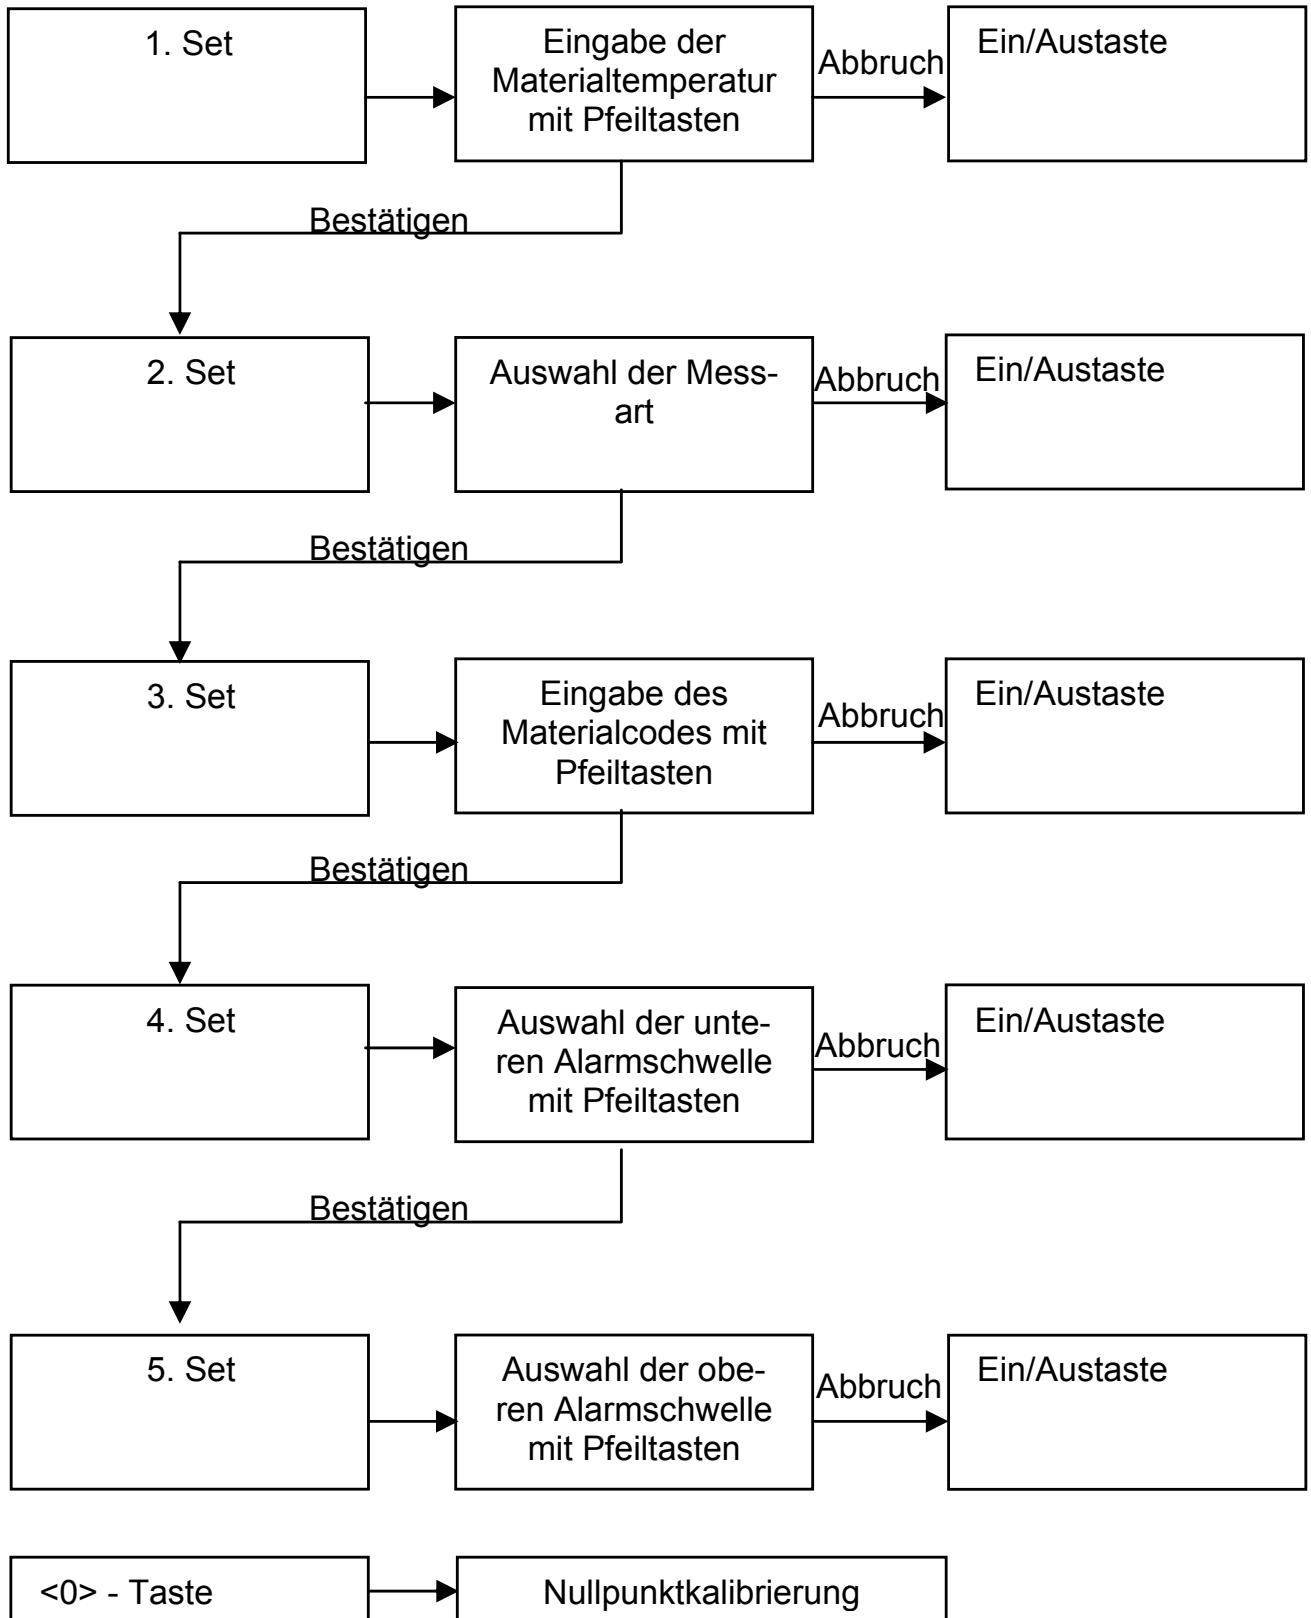 1. Set
Eingabe der
Materialtemperatur
mit Pfeiltasten
Abbruch
Ein/Austaste
Bestätigen
2. Set
Auswahl der Mess-
art
Abbruch
Ein/Austaste
Bestätigen
3. Set
Eingabe des
Materialcodes mit
Pfeiltasten
Abbruch
Ein/Austaste
Bestätigen
4. Set
Auswahl der unte-
ren Alarmschwelle
mit Pfeiltasten
Abbruch
Ein/Austaste
Bestätigen
5. Set
Auswahl der obe-
ren Alarmschwelle
mit Pfeiltasten
Abbruch
Ein/Austaste
<0> - Taste
Nullpunktkalibrierung